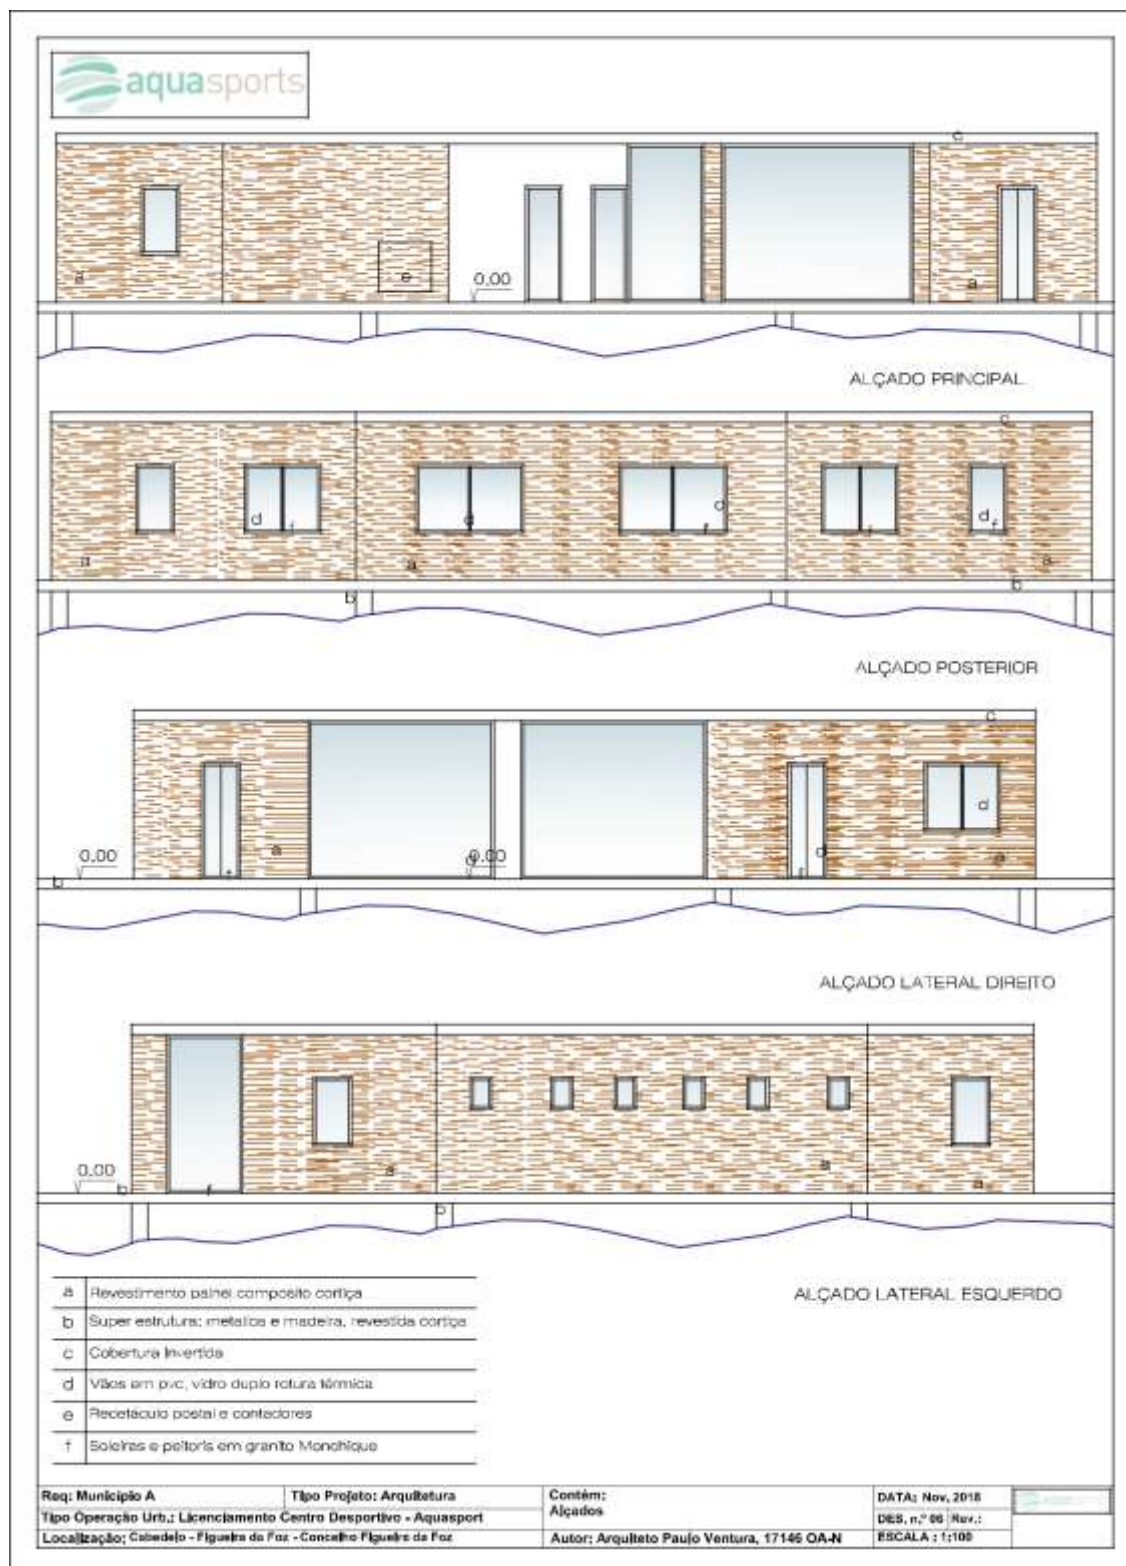 aquasports
c
a
e
0.00
a
ALÇADO PRINCIPAL
c
d
f
d
d
f
f
d
f
a
a
a
b
b
ALÇADO POSTERIOR
c
d
a
d
a
0.00
d
0.00
f
f
b
ALÇADO LATERAL DIREITO
a
a
0.00
a
b
f
b
ALÇADO LATERAL ESQUERDO
a Revestimento painel composito cortiça
b Super estrutura: metalica e madeira, revestida cortiça
c Cobertura Invertida
d Vãos em pvc, vidro duplo rotura térmica
e Recetáculo postal e contadores
f Soleiras e peitoris em granito Monchique
Req: Municipio A Tipo Projeto: Arquitetura Contém: DATA: Nov. 2018
Alçados
Tipo Operação Urb.: Licenciamento Centro Desportivo - Aquasport DES. n.º 06 Rev.:
Localização: Cabedelo - Figueira da Foz - Concelho Figueira da Foz Autor: Arquiteto Paulo Ventura, 17146 OA-N ESCALA : 1:100